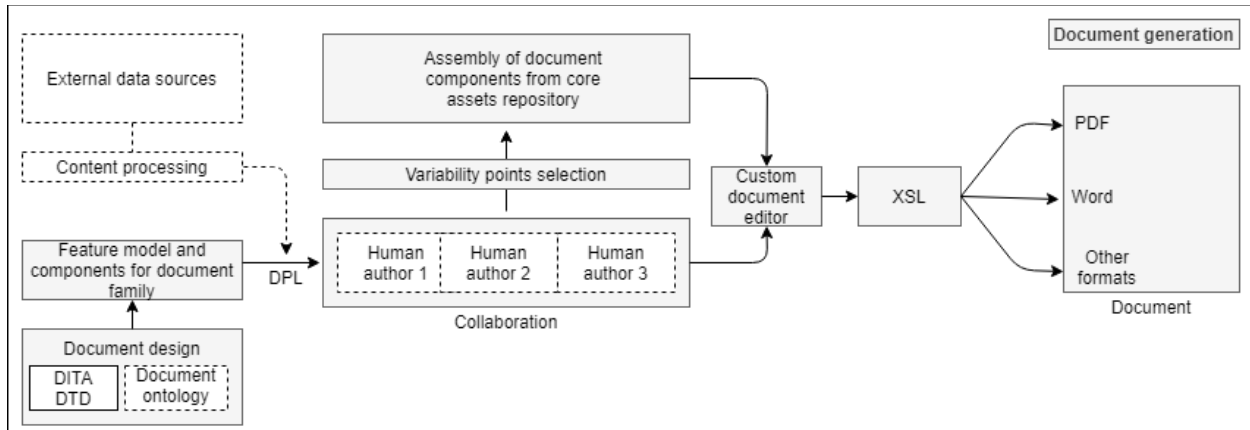 External data sources
Content processing
Feature model and
components for document
family
Document design
DITA
DTD
Document
ontology
DPL
Assembly of document
components from core
assets repository
Variability points selection
Human
author 1
Human
author 2
Human
author 3
Collaboration
Custom
document
editor
XSL
Document generation
PDF
Word
Other
formats
Document